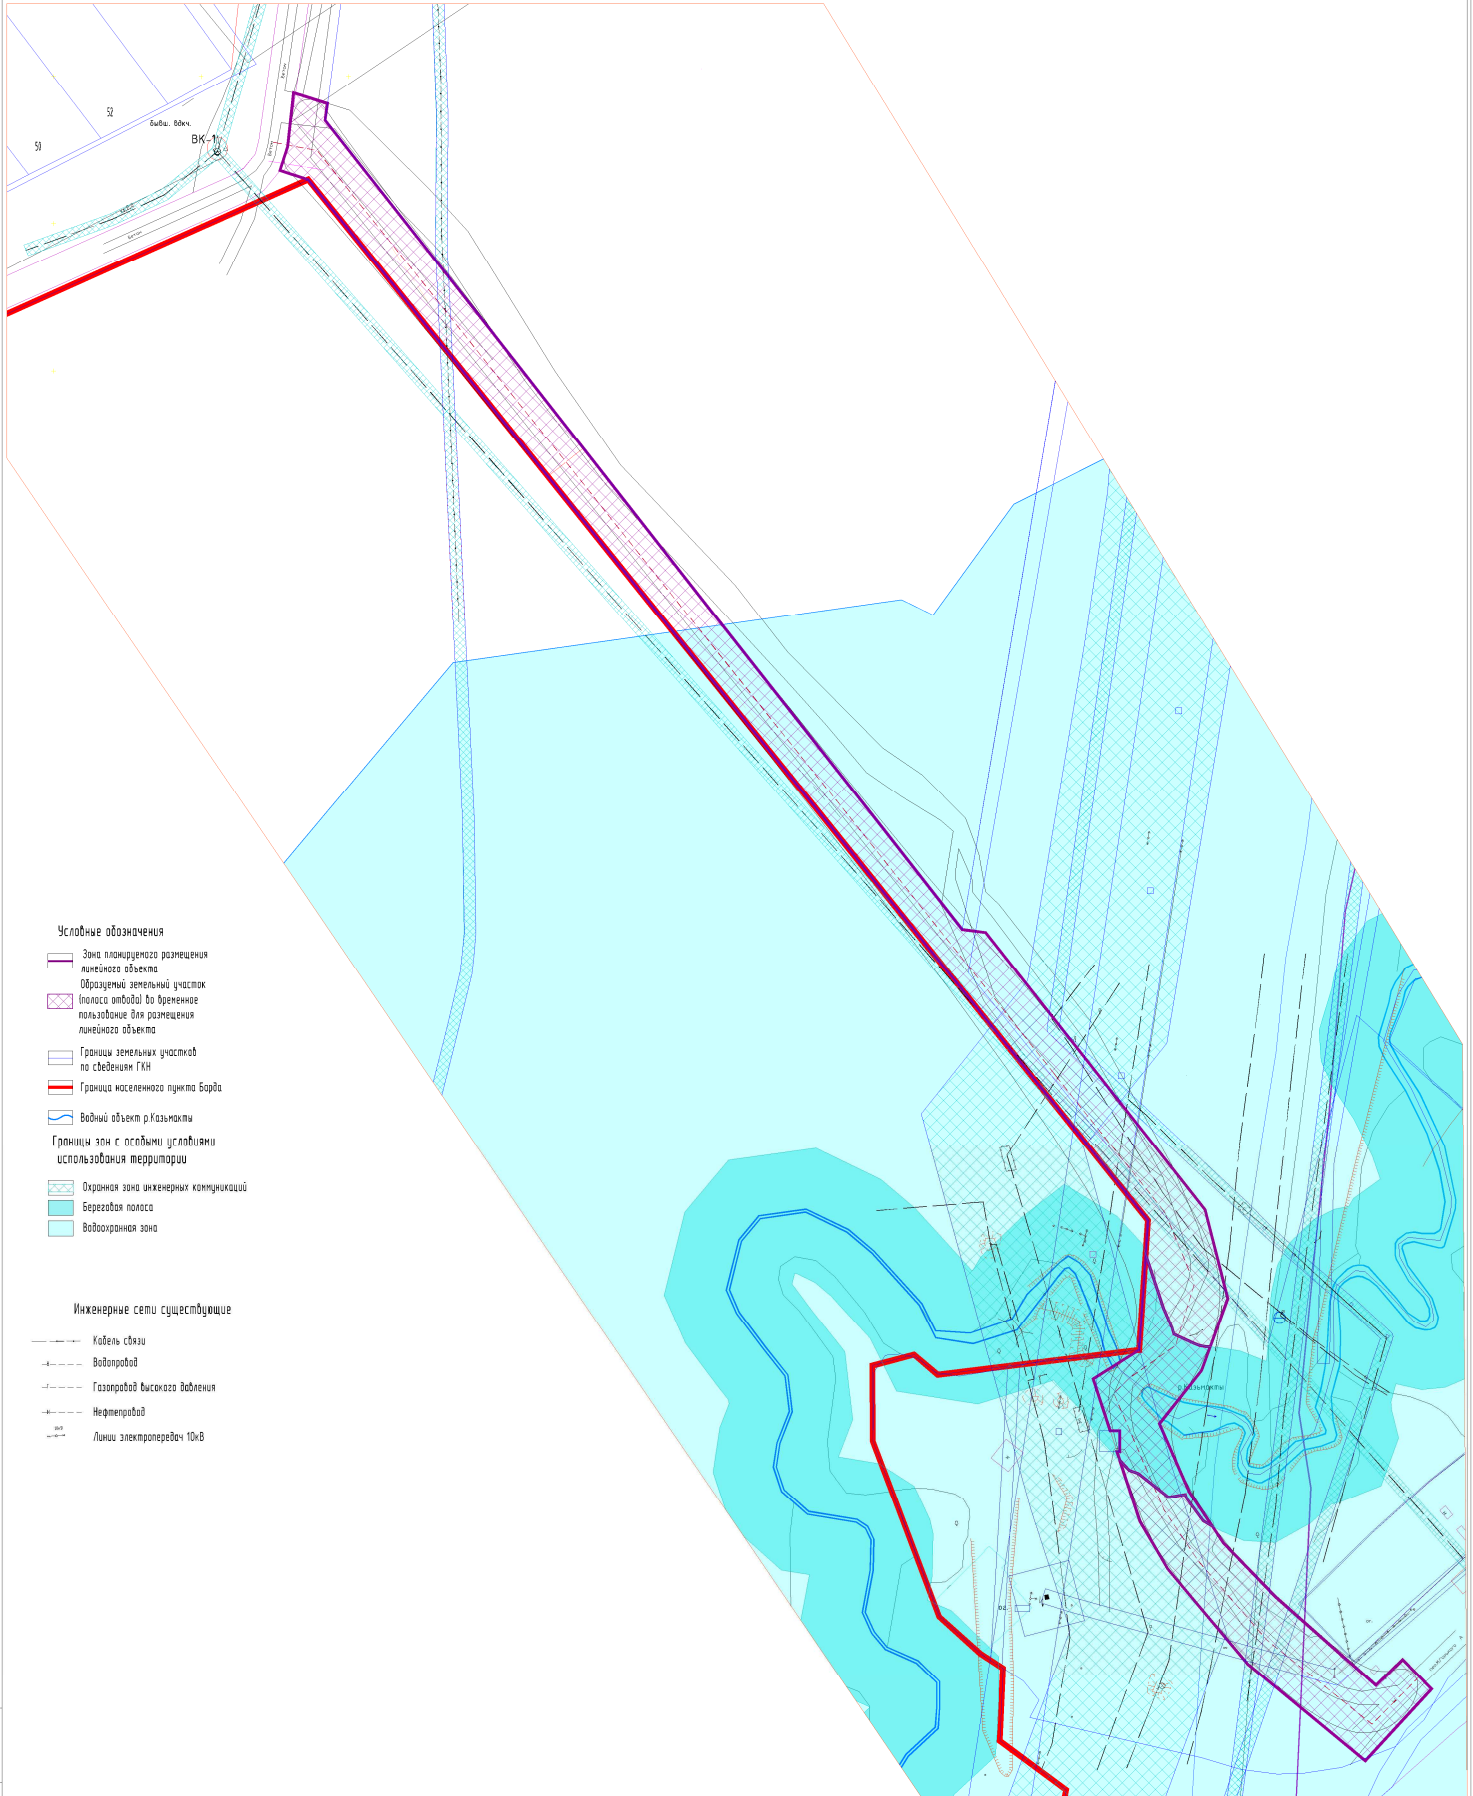 бетон
52
бывш. вдкч.
ВК-1
50
бетон
бетон
р.Казьмакты
Условные обозначения
Зона планируемого размещения
линейного объекта
Образуемый земельный участок
(полоса отвода) во временное
пользование для размещения
линейного объекта
Границы земельных участков
по сведениям ГКН
Граница населенного пункта Барда
Водный объект р.Казьмакты
Границы зон с особыми условиями
использования территории
Охранная зона инженерных коммуникаций
Береговая полоса
Водоохранная зона
Инженерные сети существующие
Кабель связи
Водопровод
Газопровод высокого давления
Нефтепровод
Линии электропередач 10кВ